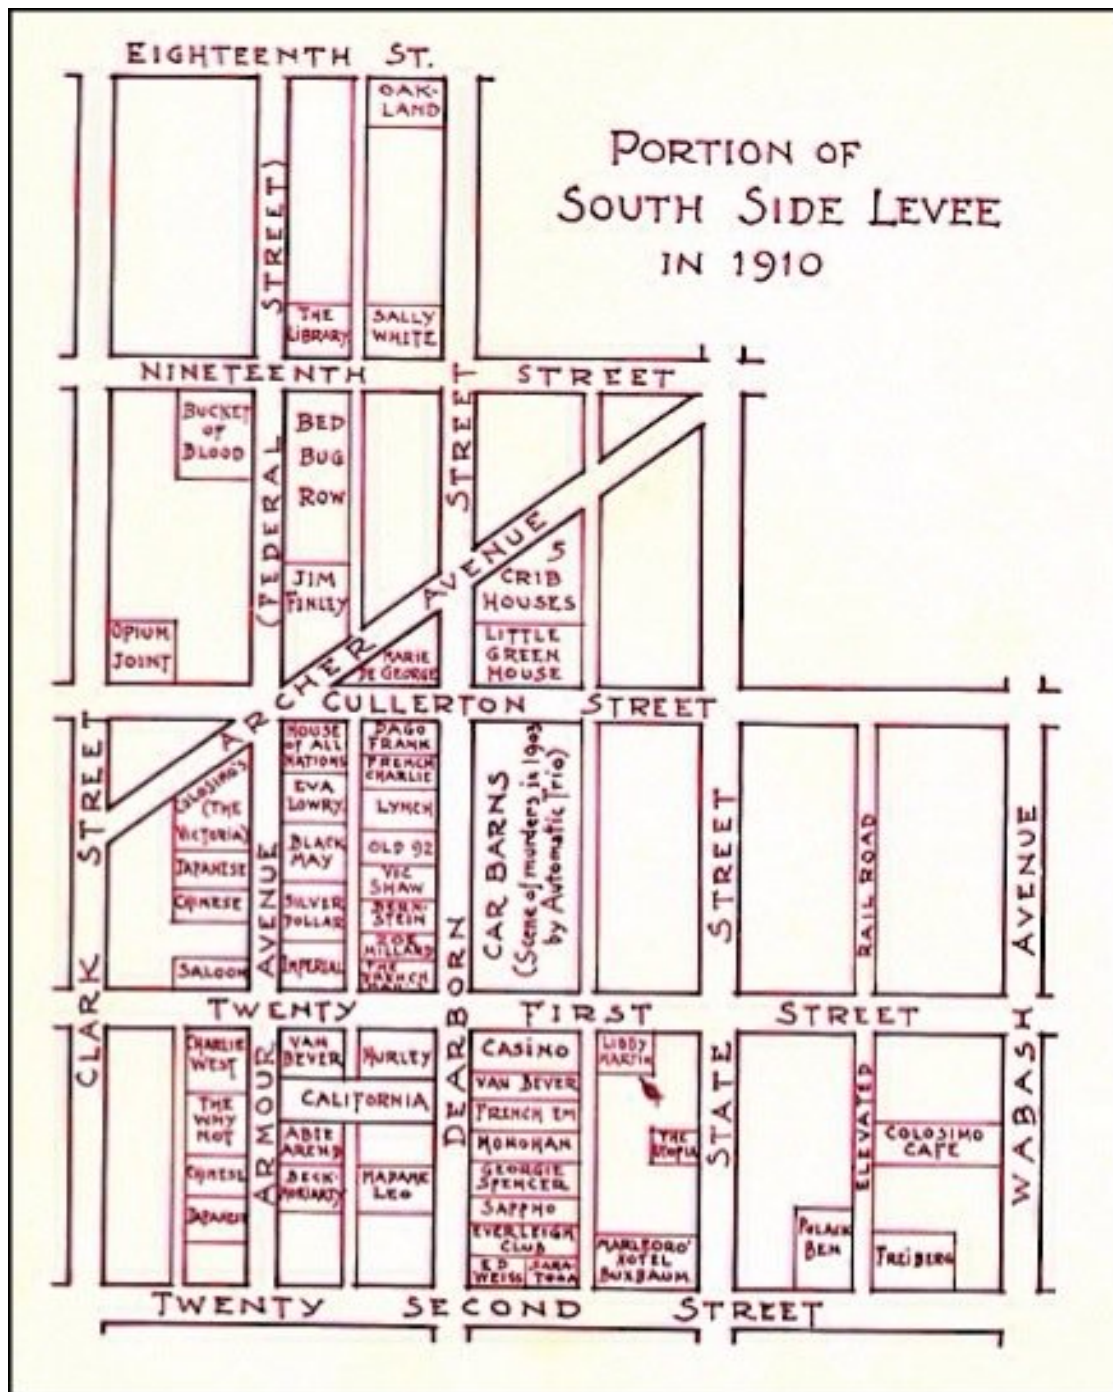 EIGHTEENTH ST.
OAK-
LAND
PORTION OF
SOUTH SIDE LEVEE
IN 1910
STREET)
THE
LIBRARY
SALLY
WHITE
NINETEENTH STREET
BUCKET
OF
BLOOD
(FEDERAL
BED
BUG
ROW
STREET
ARCHER AVENUE
5
CRIB
HOUSES
JIM
FINLEY
OPIUM
JOINT
MARIE
DE GEORGE
LITTLE
GREEN
HOUSE
CULLERTON STREET
CLARK STREET
COLOSIMO'S
(THE
VICTORIA)
JAPANESE
CHINESE
SALOON
ARMOUR AVENUE
HOUSE
OF ALL
NATIONS
EVA
LOWRY
BLACK
MAY
SILVER
DOLLAR
IMPERIAL
DAGO
FRANK
FRENCH
CHARLIE
LYNCH
OLD 92
VIC
SHAW
BERN-
STEIN
ZOE
MILLARD
THE
DEARBORN
CAR BARNS
(Scene of murders in 1903
by Automatic Trio)
STATE STREET
RAIL ROAD
WABASH AVENUE
TWENTY FIRST STREET
CHARLIE
WEST
THE
WHY
NOT
CHINESE
JAPANESE
VAN
BEVER
HURLEY
CALIFORNIA
ABIE
AREND
BECK-
MORIARTY
MADAME
LEO
CASINO
VAN BEVER
FRENCH EM
MONOHAN
GEORGIE
SPENCER
SAPPHO
EVERLEIGH
CLUB
ED
WEISS
SARA-
TOGA
LIBBY
MARTIN
THE
UTOPIA
MARLBORO'
HOTEL
BUXBAUM
ELEVATED
COLOSIMO
CAFE
POLACK
BEN
FREIBERG
TWENTY SECOND STREET